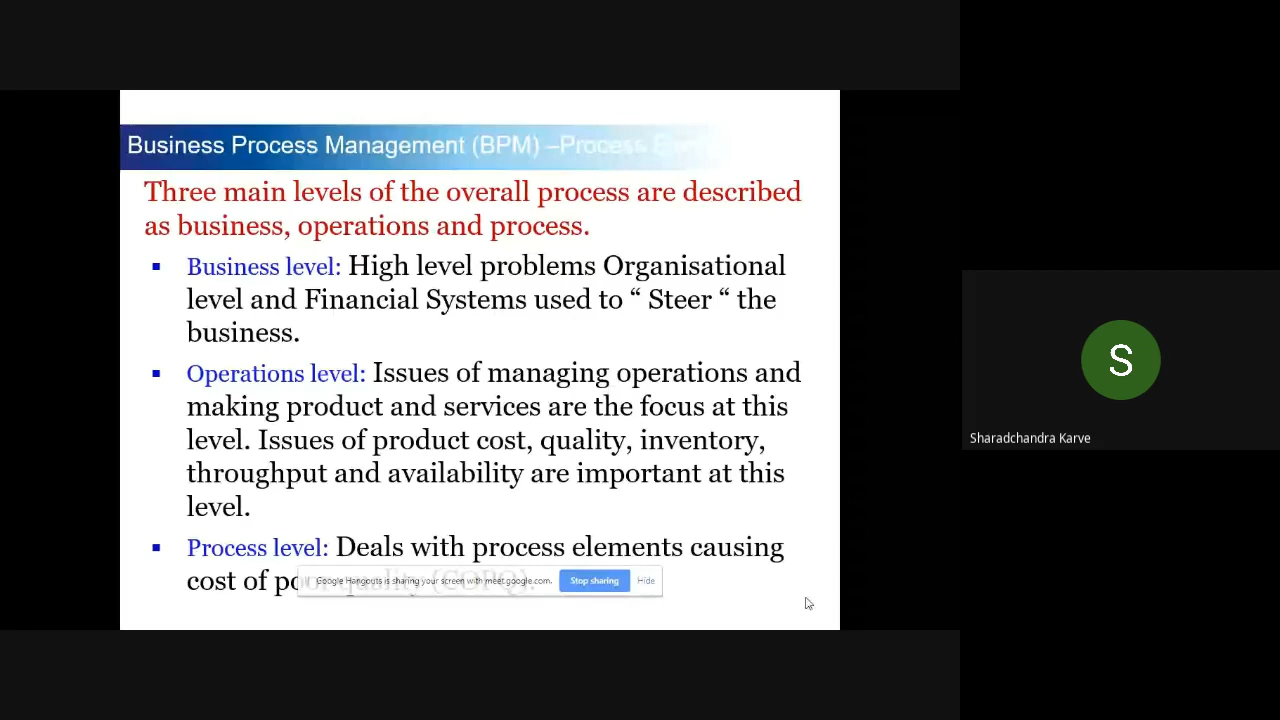 Business Process Management (BPM) –Process
Three main levels of the overall process are described
as business, operations and process.
Business level: High level problems Organisational
level and Financial Systems used to “ Steer “ the
business.
Operations level: Issues of managing operations and
making product and services are the focus at this
level. Issues of product cost, quality, inventory,
throughput and availability are important at this
level.
Process level: Deals with process elements causing
cost of poor quality (COPQ).
Google Hangouts is sharing your screen with meet.google.com.
Stop sharing
Hide
S
Sharadchandra Karve